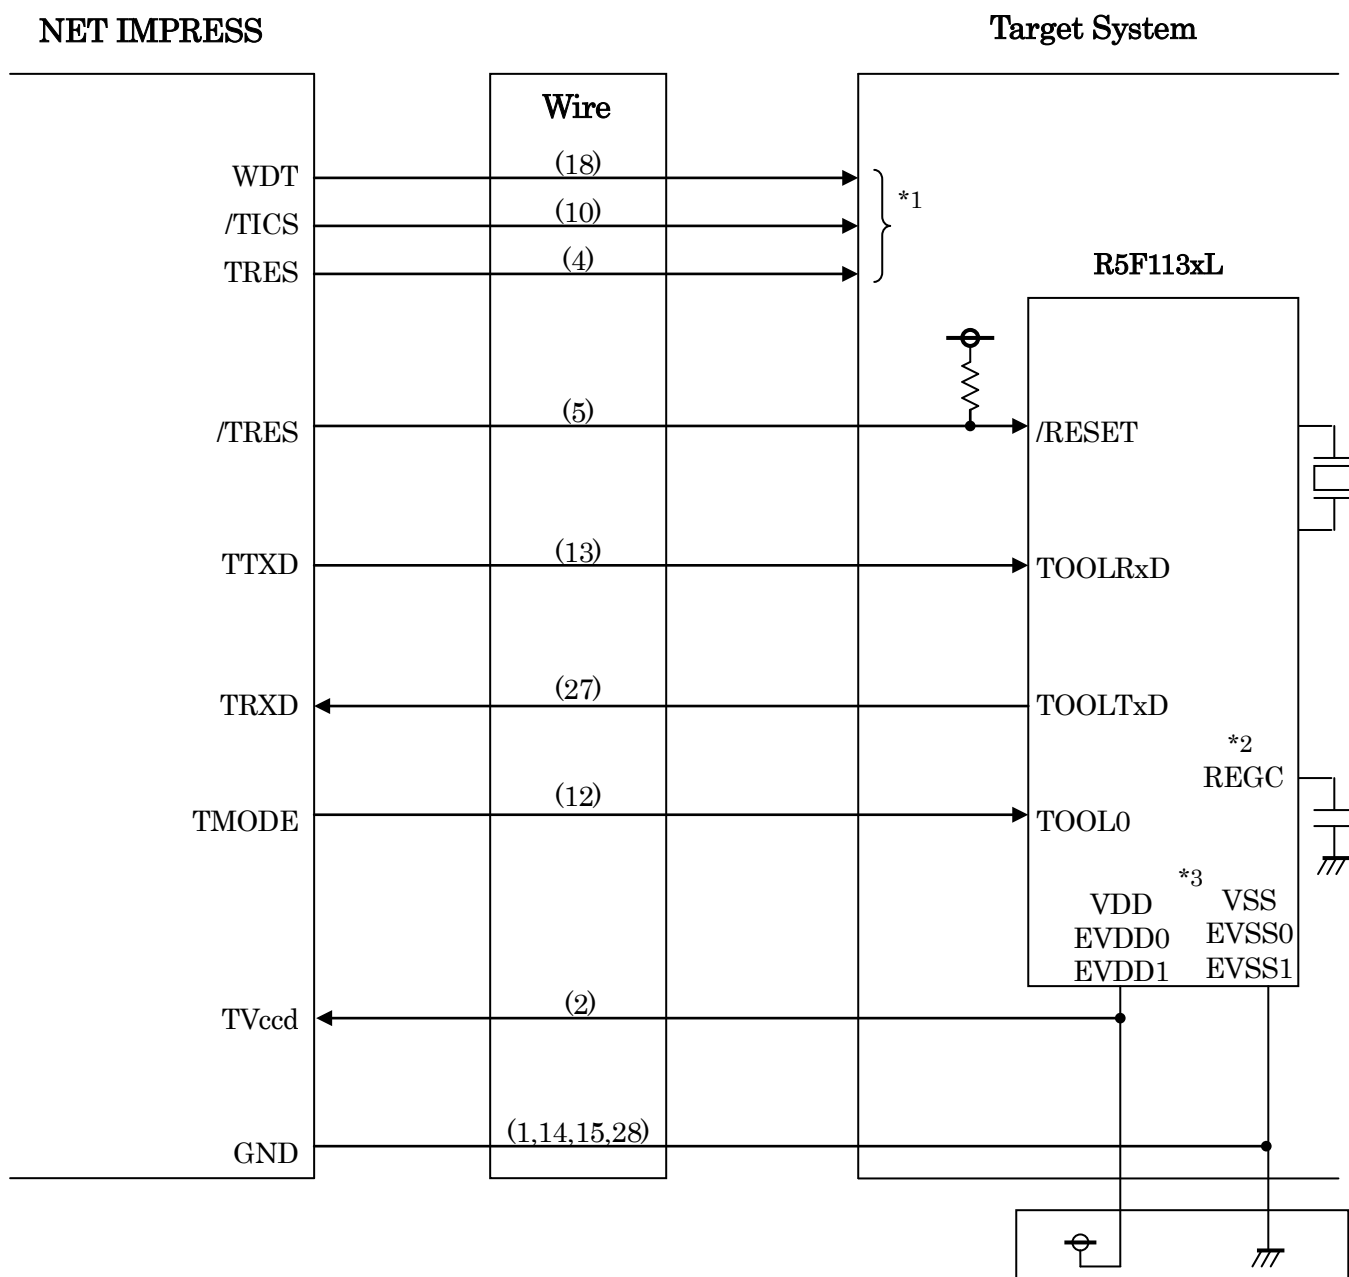 NET IMPRESS
Target System
Wire
WDT
(18)
*1
/TICS
(10)
TRES
(4)
R5F113xL
/TRES
(5)
/RESET
TTXD
(13)
TOOLRxD
TRXD
(27)
TOOLTxD
*2
REGC
TMODE
(12)
TOOL0
*3
VDD
VSS
EVDD0
EVSS0
EVDD1
EVSS1
TVccd
(2)
GND
(1,14,15,28)